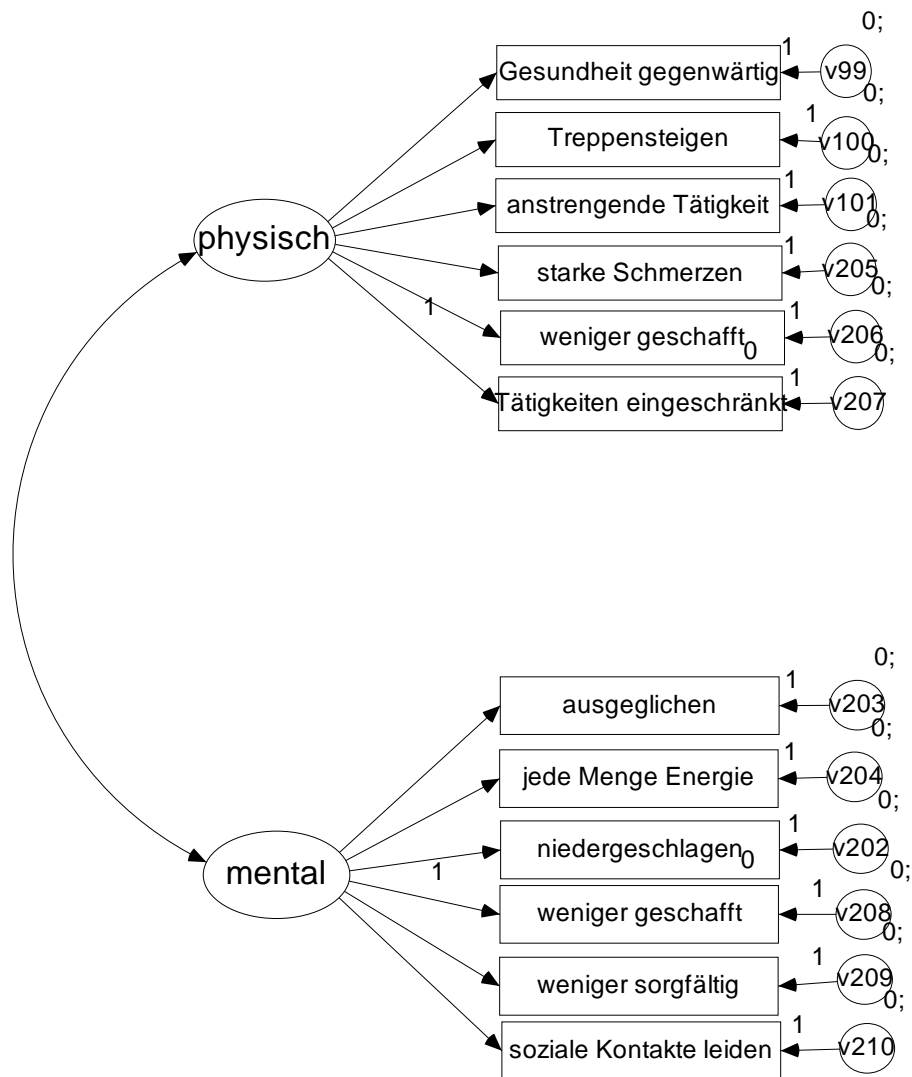 0;
1
Gesundheit gegenwärtig
v99
0;
1
Treppensteigen
v100
0;
1
anstrengende Tätigkeit
v101
0;
physisch
1
starke Schmerzen
v205
0;
1
1
weniger geschafft
0
v206
0;
1
Tätigkeiten eingeschränkt
v207
0;
1
ausgeglichen
v203
0;
1
jede Menge Energie
v204
0;
1
niedergeschlagen
0
v202
0;
mental
1
1
weniger geschafft
v208
0;
1
weniger sorgfältig
v209
0;
1
soziale Kontakte leiden
v210